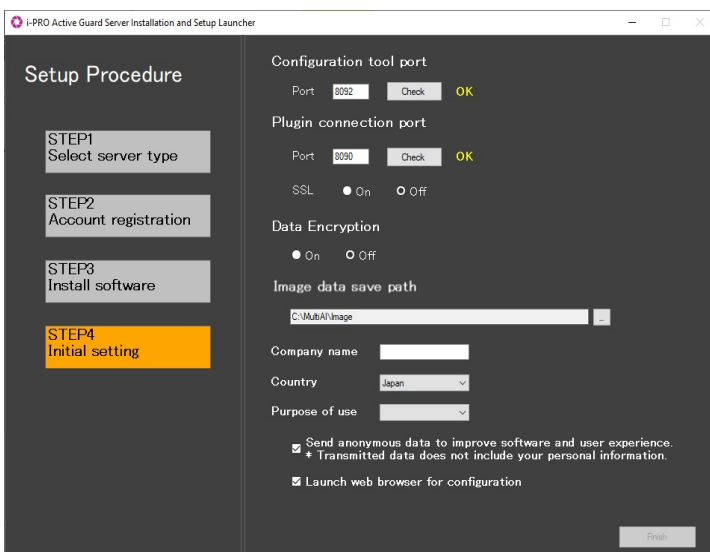 i-PRO Active Guard Server Installation and Setup Launcher
Setup Procedure
STEP1
Select server type
STEP2
Account registration
STEP3
Install software
STEP4
Initial setting
Configuration tool port
Port 8092 Check OK
Plugin connection port
Port 8090 Check OK
SSL On Off
Data Encryption
On Off
Image data save path
C:\MultiAI\Image ...
Company name
Country Japan
Purpose of use
Send anonymous data to improve software and user experience.
* Transmitted data does not include your personal information.
Launch web browser for configuration
Finish